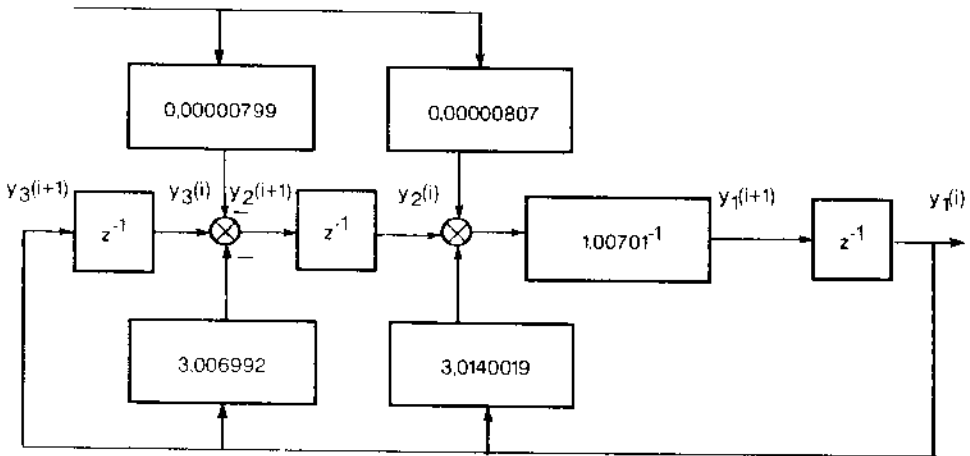 0,00000799
0,00000807
y₃(i+1)
y₃(i)
y₂(i+1)
y₂(i)
y₁(i+1)
y₁(i)
z⁻¹
z⁻¹
1.00701⁻¹
z⁻¹
–
–
3.006992
3,0140019